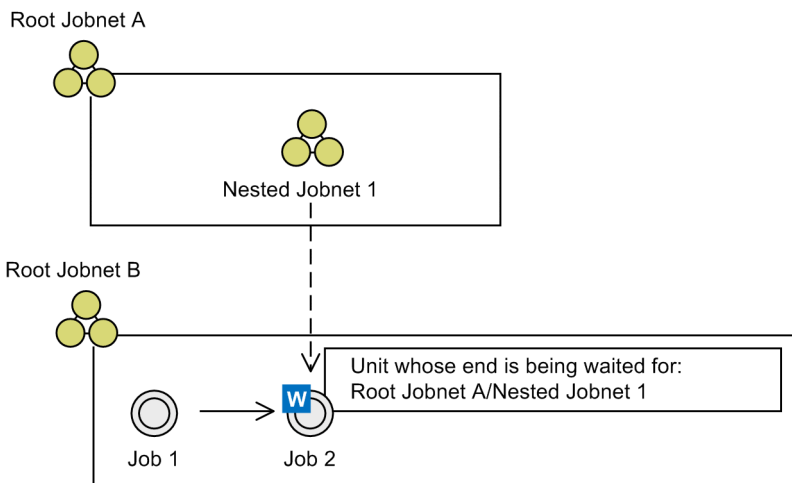 Root Jobnet A
Nested Jobnet 1
Root Jobnet B
Unit whose end is being waited for:
Root Jobnet A/Nested Jobnet 1
W
Job 1
Job 2